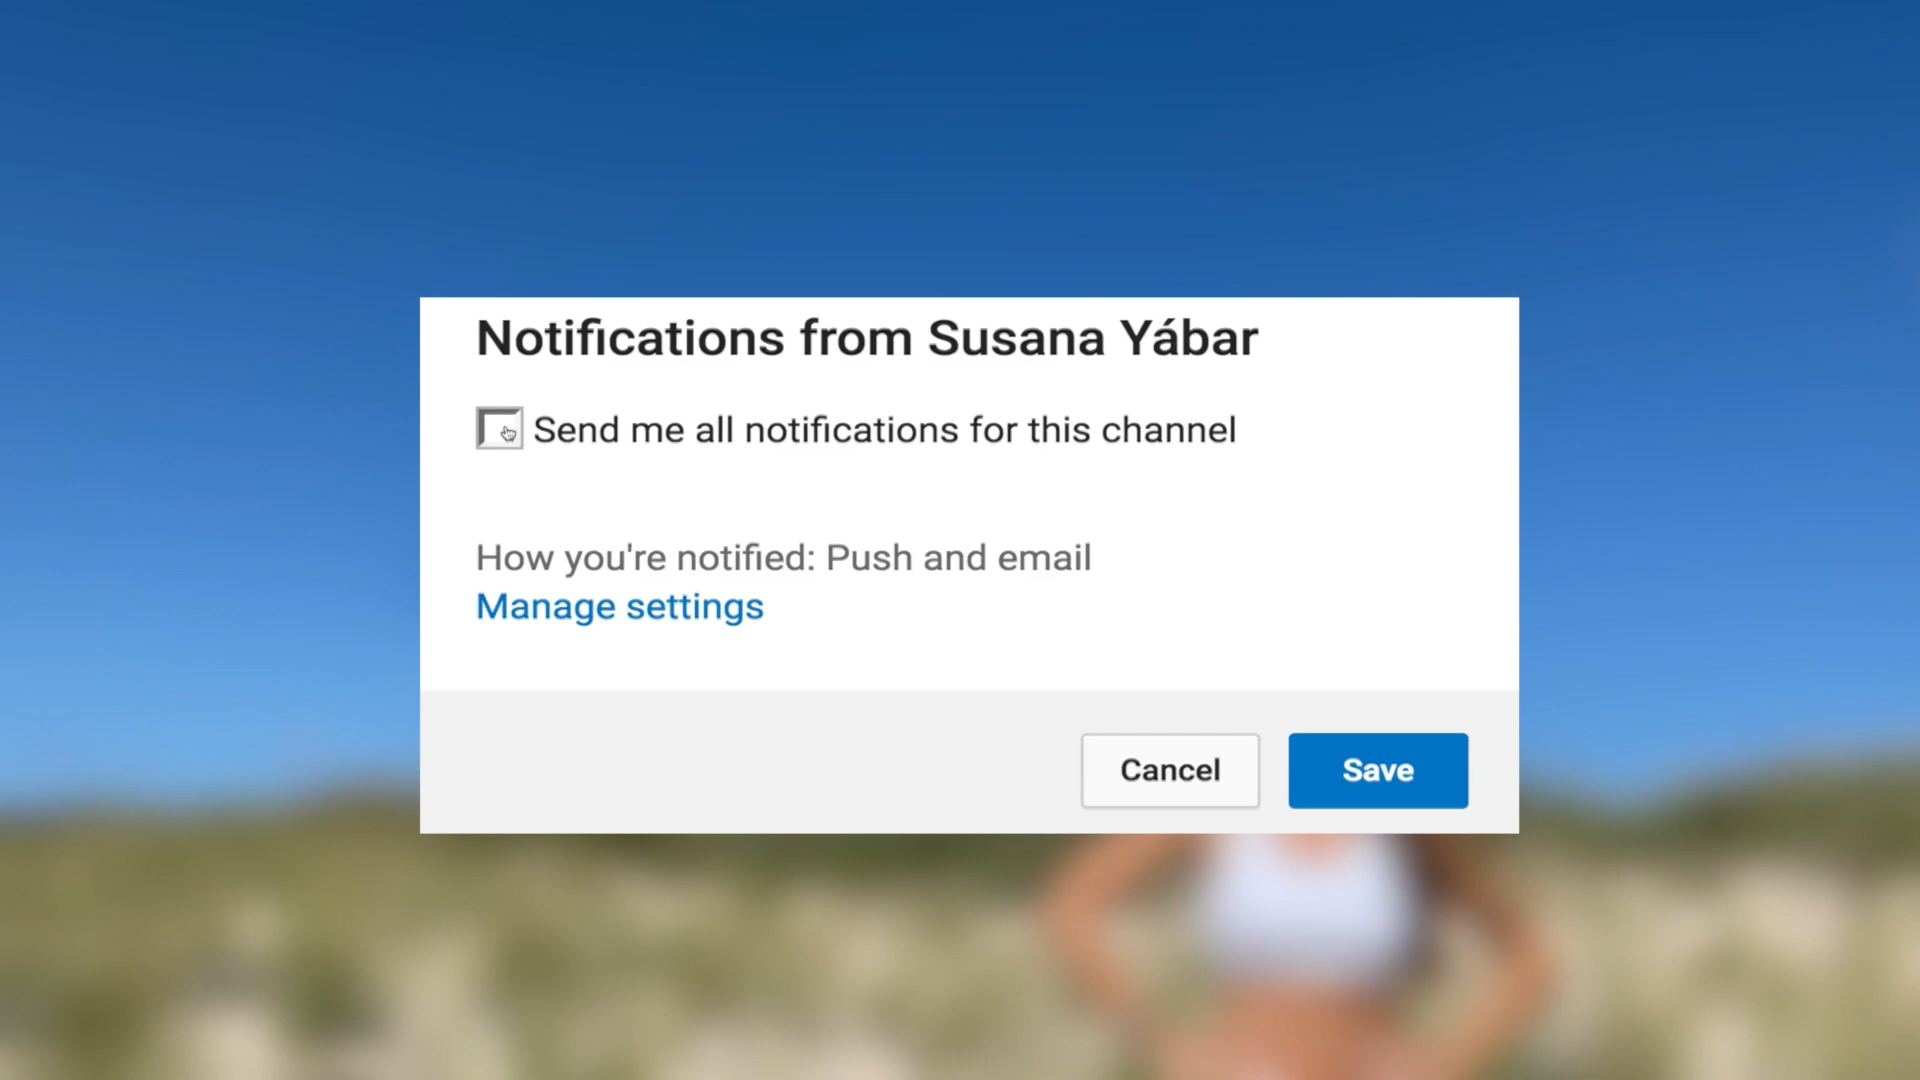 Notifications from Susana Yábar
Send me all notifications for this channel
How you're notified: Push and email
Manage settings
Cancel
Save